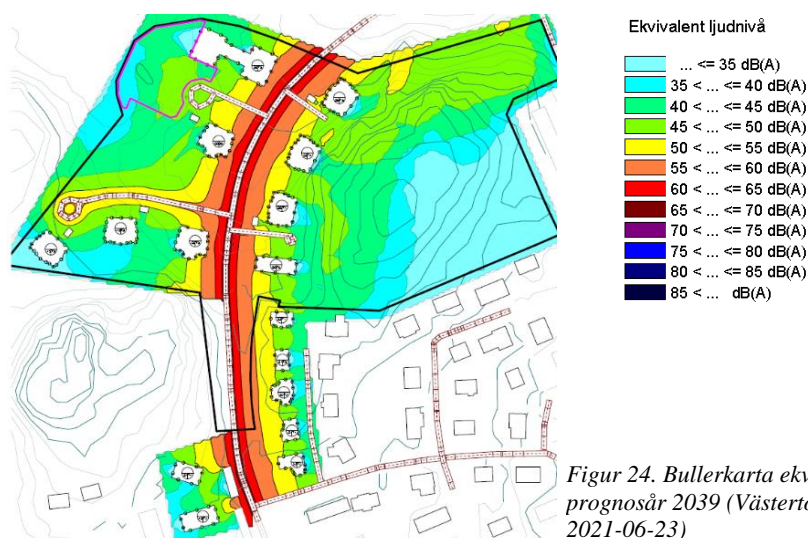 Ekvivalent ljudnivå
... <= 35 dB(A)
35 < ... <= 40 dB(A)
40 < ... <= 45 dB(A)
45 < ... <= 50 dB(A)
50 < ... <= 55 dB(A)
55 < ... <= 60 dB(A)
60 < ... <= 65 dB(A)
65 < ... <= 70 dB(A)
70 < ... <= 75 dB(A)
75 < ... <= 80 dB(A)
80 < ... <= 85 dB(A)
85 < ... dB(A)
Figur 24. Bullerkarta
prognosår 2039
2021-06-23)